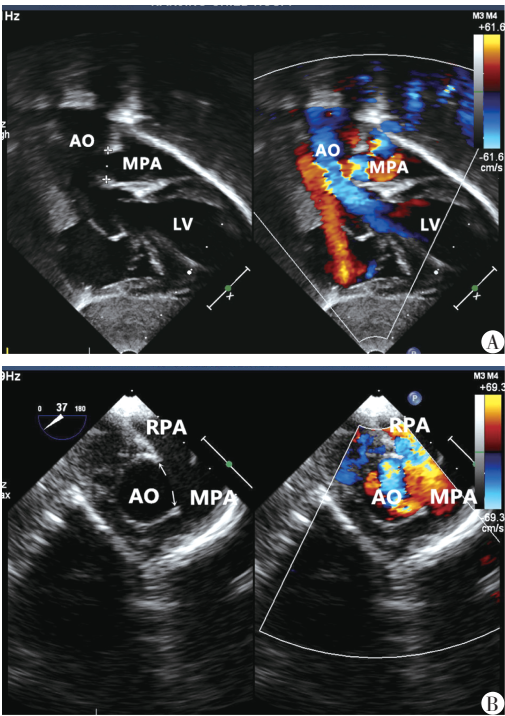 Hz
M3 M4
+61.6
AO
MPA
LV
AO
MPA
LV
-61.6
cm/s
x
x
P
A
9Hz
M3 M4
+69.3
P
0 37 180
RPA
AO
MPA
RPA
AO
MPA
-69.3
cm/s
B